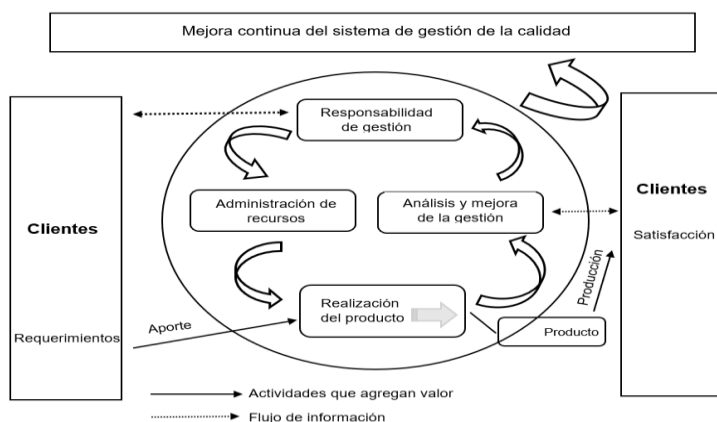 Mejora continua del sistema de gestión de la calidad
Clientes
Requerimientos
Responsabilidad
de gestión
Administración de
recursos
Análisis y mejora
de la gestión
Realización
del producto
Aporte
Producto
Producción
Clientes
Satisfacción
Actividades que agregan valor
Flujo de información